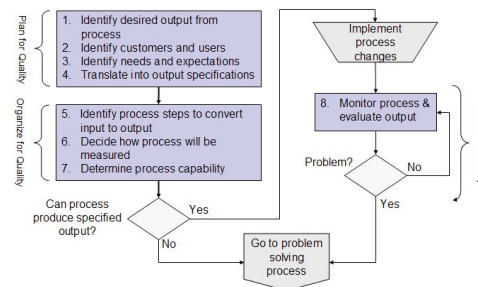 Plan for Quality
1. Identify desired output from
process
2. Identify customers and users
3. Identify needs and expectations
4. Translate into output specifications
Organize for Quality
5. Identify process steps to convert
input to output
6. Decide how process will be
measured
7. Determine process capability
Can process
produce specified
output?
Yes
No
Implement
process
changes
8. Monitor process &
evaluate output
Problem?
No
Yes
Go to problem
solving
process